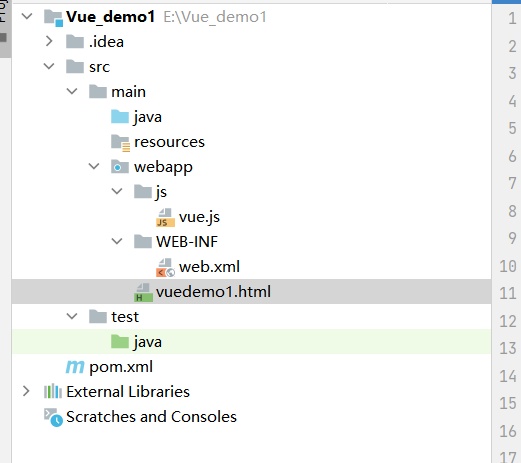 Vue_demo1 E:\Vue_demo1
.idea
src
main
java
resources
webapp
js
JS vue.js
WEB-INF
web.xml
H vuedemo1.html
test
java
m pom.xml
External Libraries
Scratches and Consoles
1
2
3
4
5
6
7
8
9
10
11
12
13
14
15
16
17